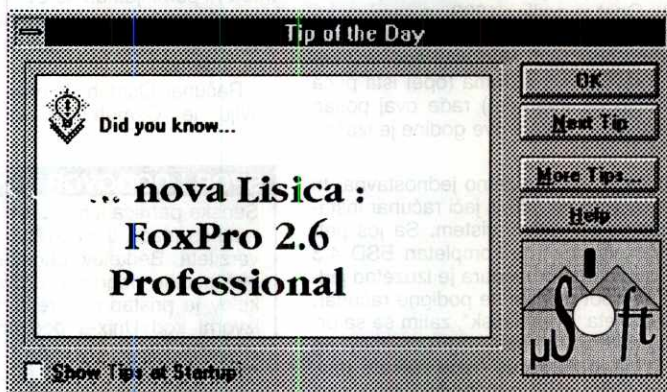 Tip of the Day
Did you know...
... nova Lisica :
FoxPro 2.6
Professional
OK
Next Tip
More Tips...
Help
µSoft
Show Tips at Startup